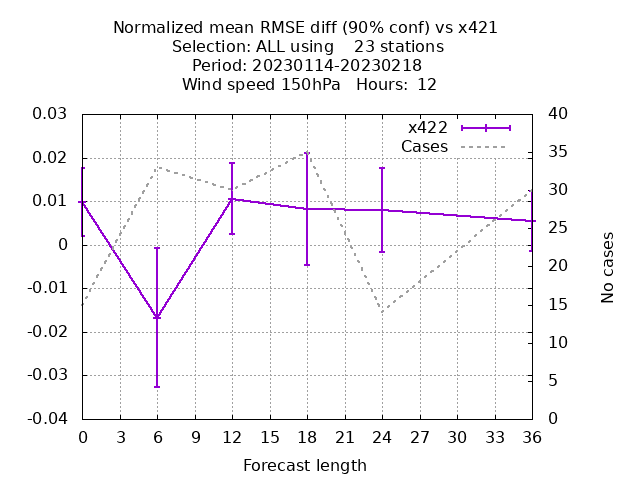 Normalized mean RMSE diff (90% conf) vs x421
Selection: ALL using    23 stations
Period: 20230114-20230218
Wind speed 150hPa   Hours:  12
0.03
0.02
0.01
0
-0.01
-0.02
-0.03
-0.04
x422
Cases
40
35
30
25
20
15
10
5
0
No cases
0 3 6 9 12 15 18 21 24 27 30 33 36
Forecast length